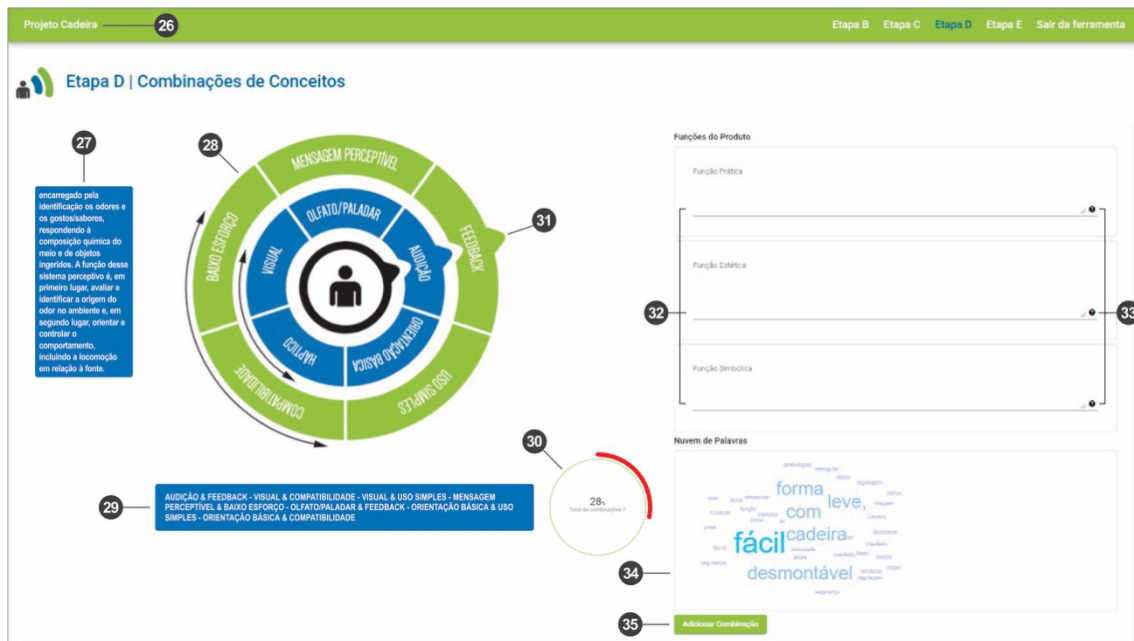 Projeto Cadeira
26
Etapa B
Etapa C
Etapa D
Etapa E
Sair da ferramenta
Etapa D | Combinações de Conceitos
27
encarregado pela
identificação os odores e
os gostos/sabores,
respondendo à
composição química do
meio e de objetos
ingeridos. A função desse
sistema perceptivo é, em
primeiro lugar, avaliar e
identificar a origem do
odor no ambiente e, em
segundo lugar, orientar e
controlar o
comportamento,
incluindo a locomoção
em relação à fonte.
28
MENSAGEM PERCEPTÍVEL
FEEDBACK
USO SIMPLES
COMPATIBILIDADE
BAIXO ESFORÇO
OLFATO/PALADAR
AUDIÇÃO
ORIENTAÇÃO BÁSICA
HÁPTICO
VISUAL
31
29
AUDIÇÃO & FEEDBACK - VISUAL & COMPATIBILIDADE - VISUAL & USO SIMPLES - MENSAGEM
PERCEPTÍVEL & BAIXO ESFORÇO - OLFATO/PALADAR & FEEDBACK - ORIENTAÇÃO BÁSICA & USO
SIMPLES - ORIENTAÇÃO BÁSICA & COMPATIBILIDADE
30
28%
Total de combinações 7
Funções do Produto
Função Prática
Função Estética
Função Simbólica
32
33
Nuvem de Palavras
forma
leve,
com
cadeira
fácil
desmontável
segurança
34
35
Adicionar Combinação